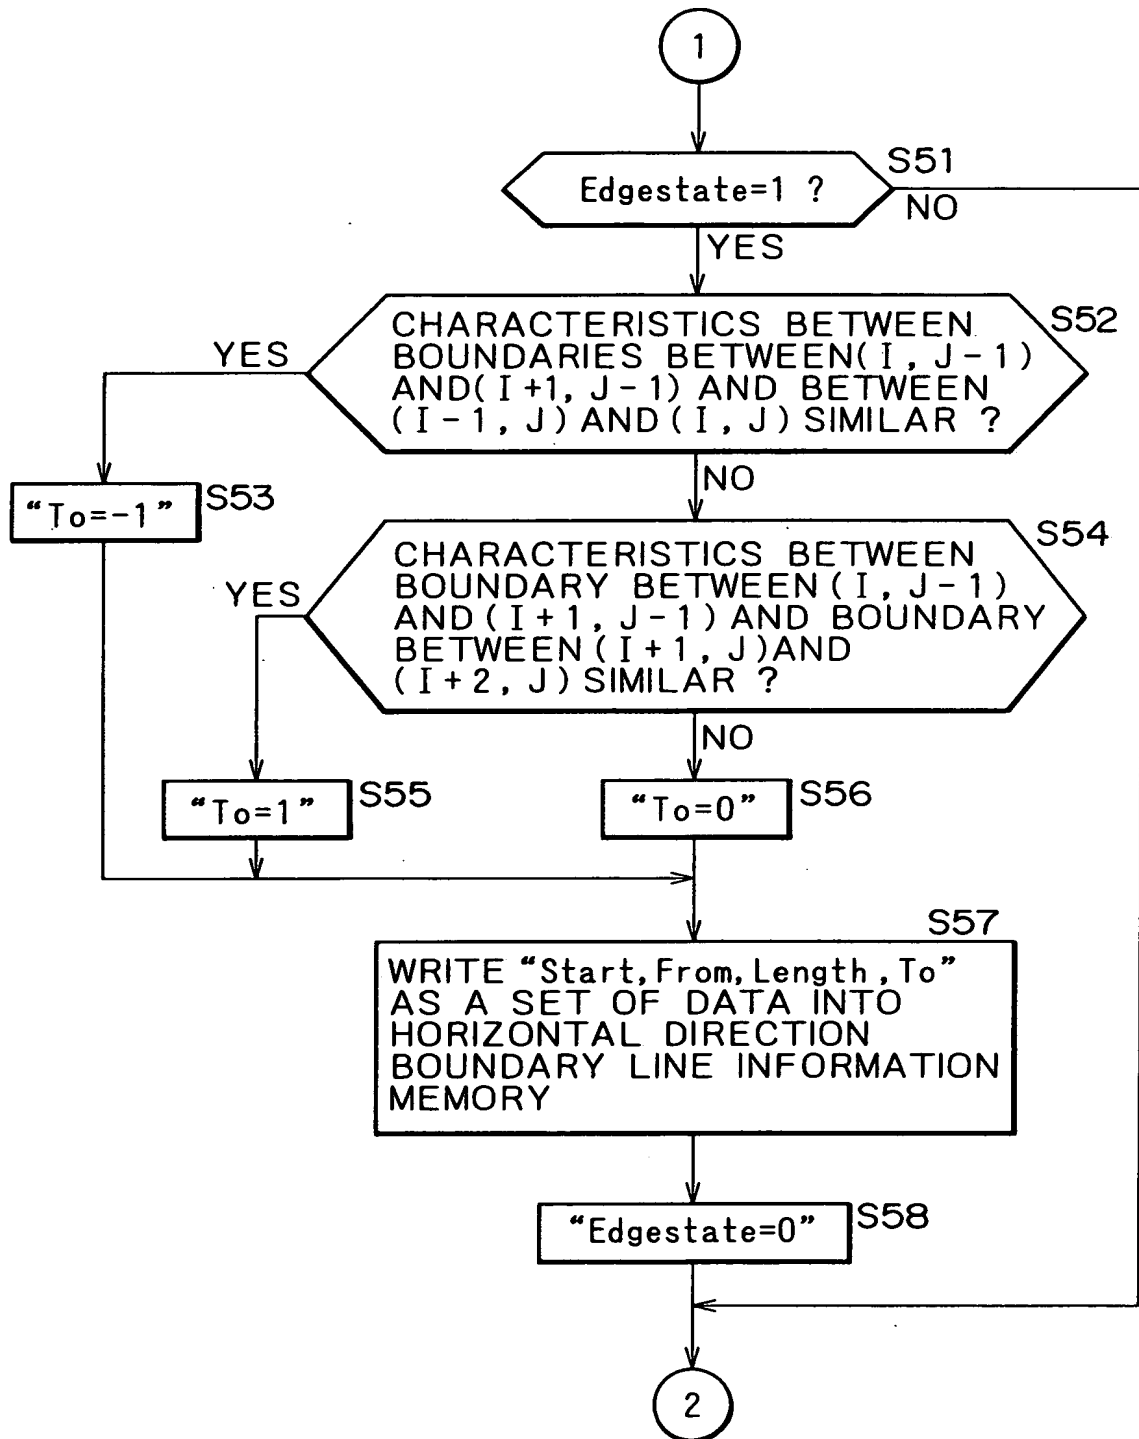 1
S51
Edgestate=1 ?
NO
YES
S52
CHARACTERISTICS BETWEEN
BOUNDARIES BETWEEN(I, J-1)
AND(I+1, J-1) AND BETWEEN
(I-1, J) AND (I, J) SIMILAR ?
YES
NO
"To=-1"
S53
S54
CHARACTERISTICS BETWEEN
BOUNDARY BETWEEN (I, J-1)
AND (I+1, J-1) AND BOUNDARY
BETWEEN (I+1, J)AND
(I+2, J) SIMILAR ?
YES
NO
"To=1"
S55
"To=0"
S56
S57
WRITE "Start, From, Length, To"
AS A SET OF DATA INTO
HORIZONTAL DIRECTION
BOUNDARY LINE INFORMATION
MEMORY
"Edgestate=0"
S58
2